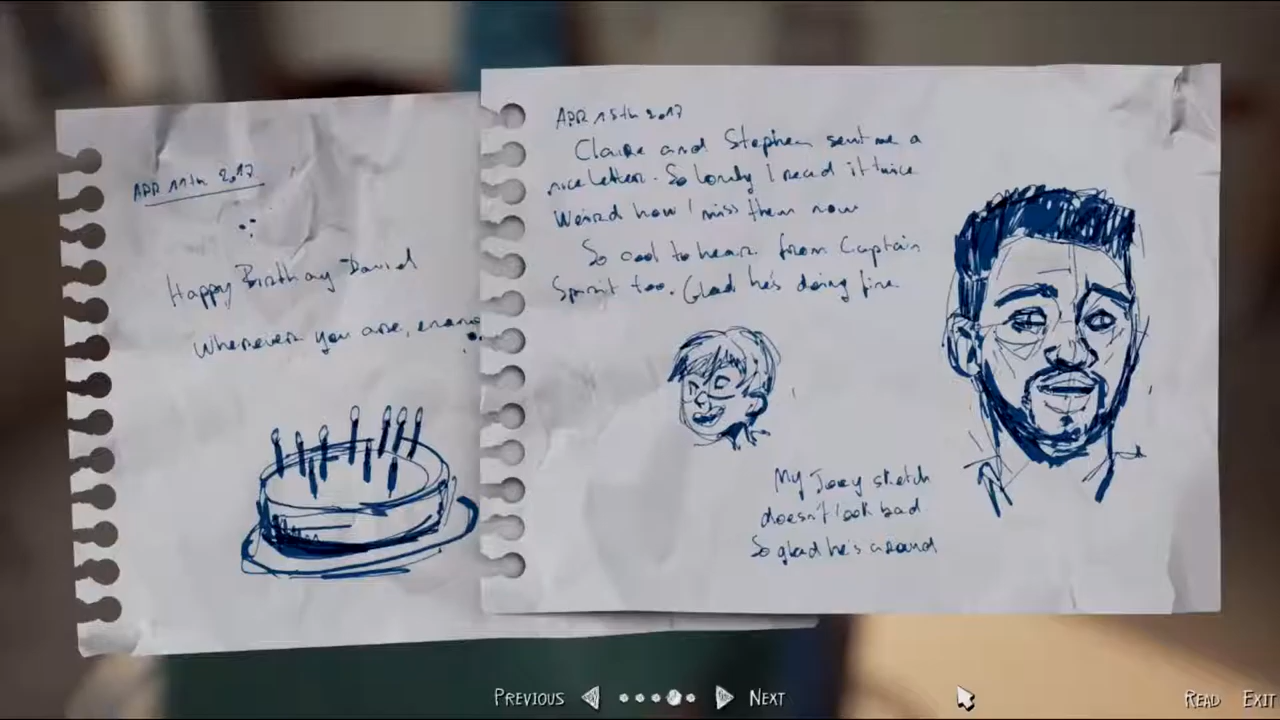 APR 11th 2017
Happy Birthday David
Wherever you are,
APR 15th 2017
Claire and Stephen sent me a
nice letter. So lovely I read it twice
Weird how I miss them now
So cool to hear from Captain
Spirit too. Glad he's doing fine
My Joey sketch
doesn't look bad
So glad he's around
PREVIOUS
NEXT
READ
EXIT